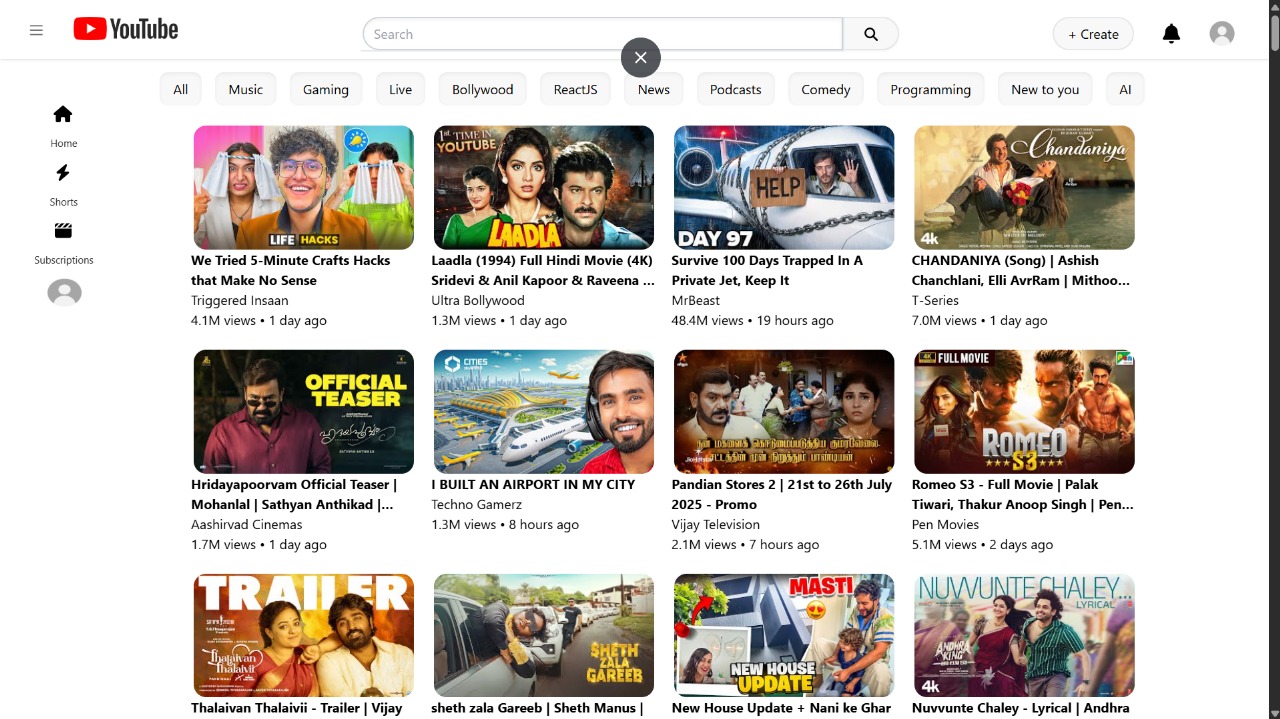 YouTube
Search
+ Create
All
Music
Gaming
Live
Bollywood
ReactJS
News
Podcasts
Comedy
Programming
New to you
AI
Home
Shorts
Subscriptions
LIFE HACKS
We Tried 5-Minute Crafts Hacks
that Make No Sense
Triggered Insaan
4.1M views • 1 day ago
1ST TIME IN
YOUTUBE
LAADLA
Laadla (1994) Full Hindi Movie (4K)
Sridevi & Anil Kapoor & Raveena ...
Ultra Bollywood
1.3M views • 1 day ago
HELP
DAY 97
Survive 100 Days Trapped In A
Private Jet, Keep It
MrBeast
48.4M views • 19 hours ago
Chandaniya
4k
CHANDANIYA (Song) | Ashish
Chanchlani, Elli AvrRam | Mithoo...
T-Series
7.0M views • 1 day ago
OFFICIAL
TEASER
Hridayapoorvam Official Teaser |
Mohanlal | Sathyan Anthikad |...
Aashirvad Cinemas
1.7M views • 1 day ago
CITIES
I BUILT AN AIRPORT IN MY CITY
Techno Gamerz
1.3M views • 8 hours ago
தன் மகளைக் கொடுமைப்படுத்திய குமரவேலை..
சட்டத்தின் முன் நிறுத்தும் பாண்டியன்
Pandian Stores 2 | 21st to 26th July
2025 - Promo
Vijay Television
2.1M views • 7 hours ago
4K FULL MOVIE
ROMEO
S3
Romeo S3 - Full Movie | Palak
Tiwari, Thakur Anoop Singh | Pen...
Pen Movies
5.1M views • 2 days ago
TRAILER
Thalaivan
Thalaivii
Thalaivan Thalaivii - Trailer | Vijay
SHETH
ZALA
GAREEB
sheth zala Gareeb | Sheth Manus |
MASTI
NEW HOUSE
UPDATE
New House Update + Nani ke Ghar
NUVVUNTE CHALEY...
LYRICAL
ANDHRA
KING
4k
Nuvvunte Chaley - Lyrical | Andhra